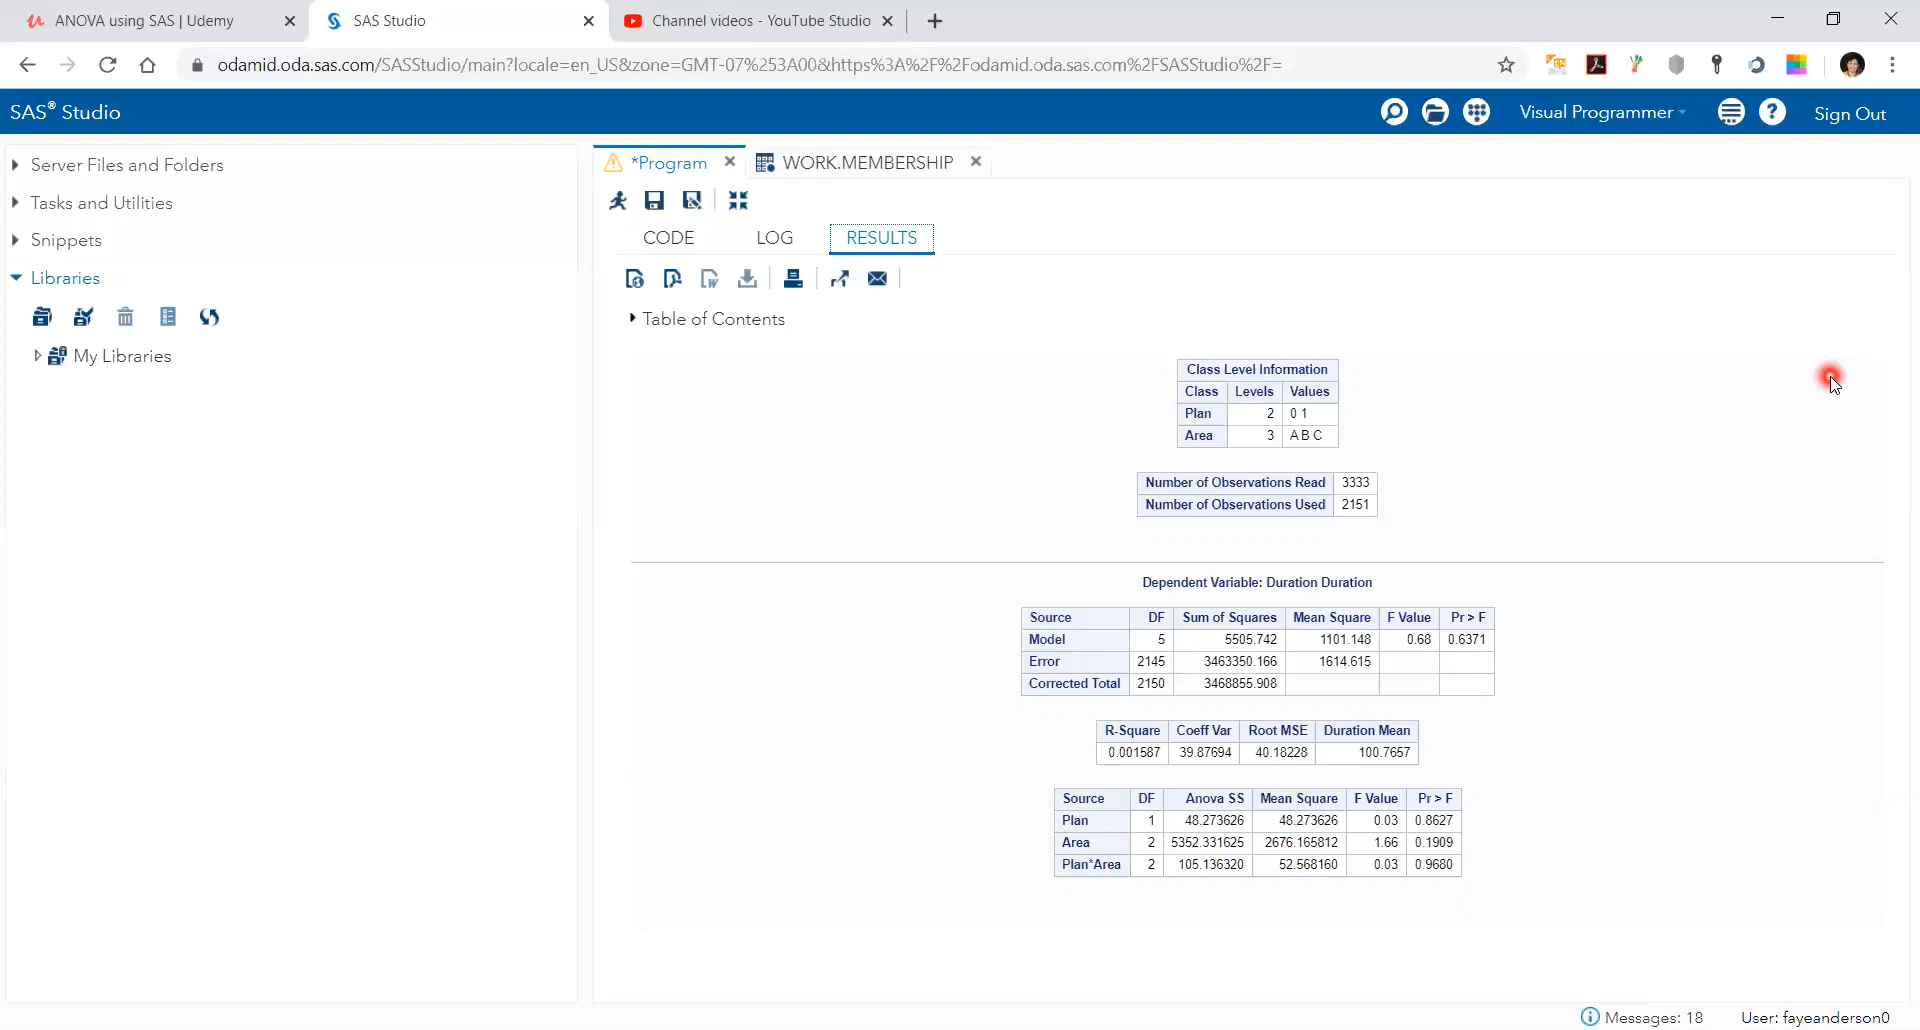 ANOVA using SAS | Udemy
SAS Studio
Channel videos - YouTube Studio
odamid.oda.sas.com/SASStudio/main?locale=en_US&zone=GMT-07%253A00&https%3A%2F%2Fodamid.oda.sas.com%2FSASStudio%2F=
SAS® Studio
Visual Programmer
Sign Out
Server Files and Folders
Tasks and Utilities
Snippets
Libraries
My Libraries
*Program
WORK.MEMBERSHIP
CODE LOG RESULTS
Table of Contents
Class Level Information
Class Levels Values
Plan 2 0 1
Area 3 A B C
Number of Observations Read 3333
Number of Observations Used 2151
Dependent Variable: Duration Duration
Source DF Sum of Squares Mean Square F Value Pr > F
Model 5 5505.742 1101.148 0.68 0.6371
Error 2145 3463350.166 1614.615
Corrected Total 2150 3468855.908
R-Square Coeff Var Root MSE Duration Mean
0.001587 39.87694 40.18228 100.7657
Source DF Anova SS Mean Square F Value Pr > F
Plan 1 48.273626 48.273626 0.03 0.8627
Area 2 5352.331625 2676.165812 1.66 0.1909
Plan*Area 2 105.136320 52.568160 0.03 0.9680
Messages: 18
User: fayeanderson0